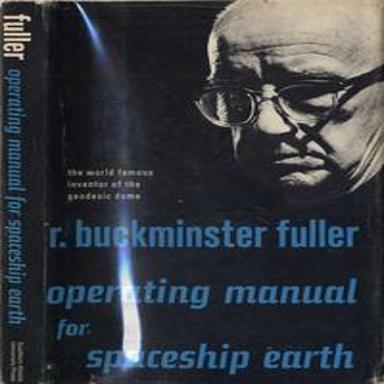 fuller
operating manual for spaceship earth
the world famous
inventor of the
geodesic dome
r. buckminster fuller
operating manual
for
spaceship earth